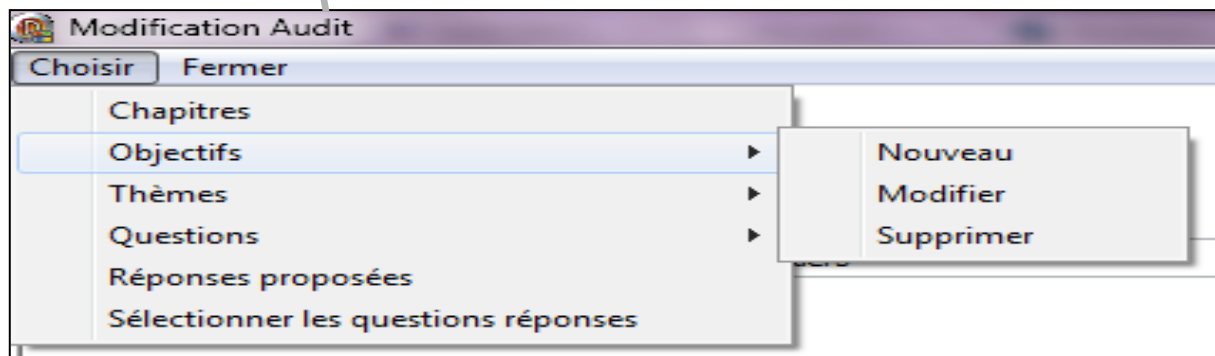 Modification Audit
Choisir Fermer
Chapitres
Objectifs
Thèmes
Questions
Réponses proposées
Sélectionner les questions réponses
Nouveau
Modifier
Supprimer